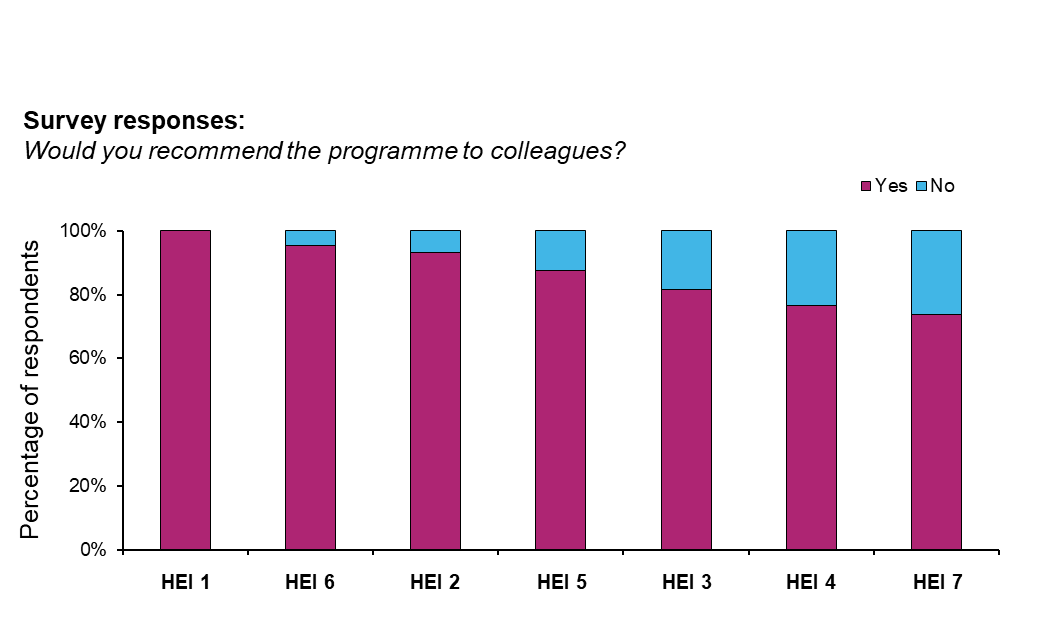 Survey responses:
Would you recommend the programme to colleagues?
Yes No
Percentage of respondents
100%
80%
60%
40%
20%
0%
HEI 1 HEI 6 HEI 2 HEI 5 HEI 3 HEI 4 HEI 7